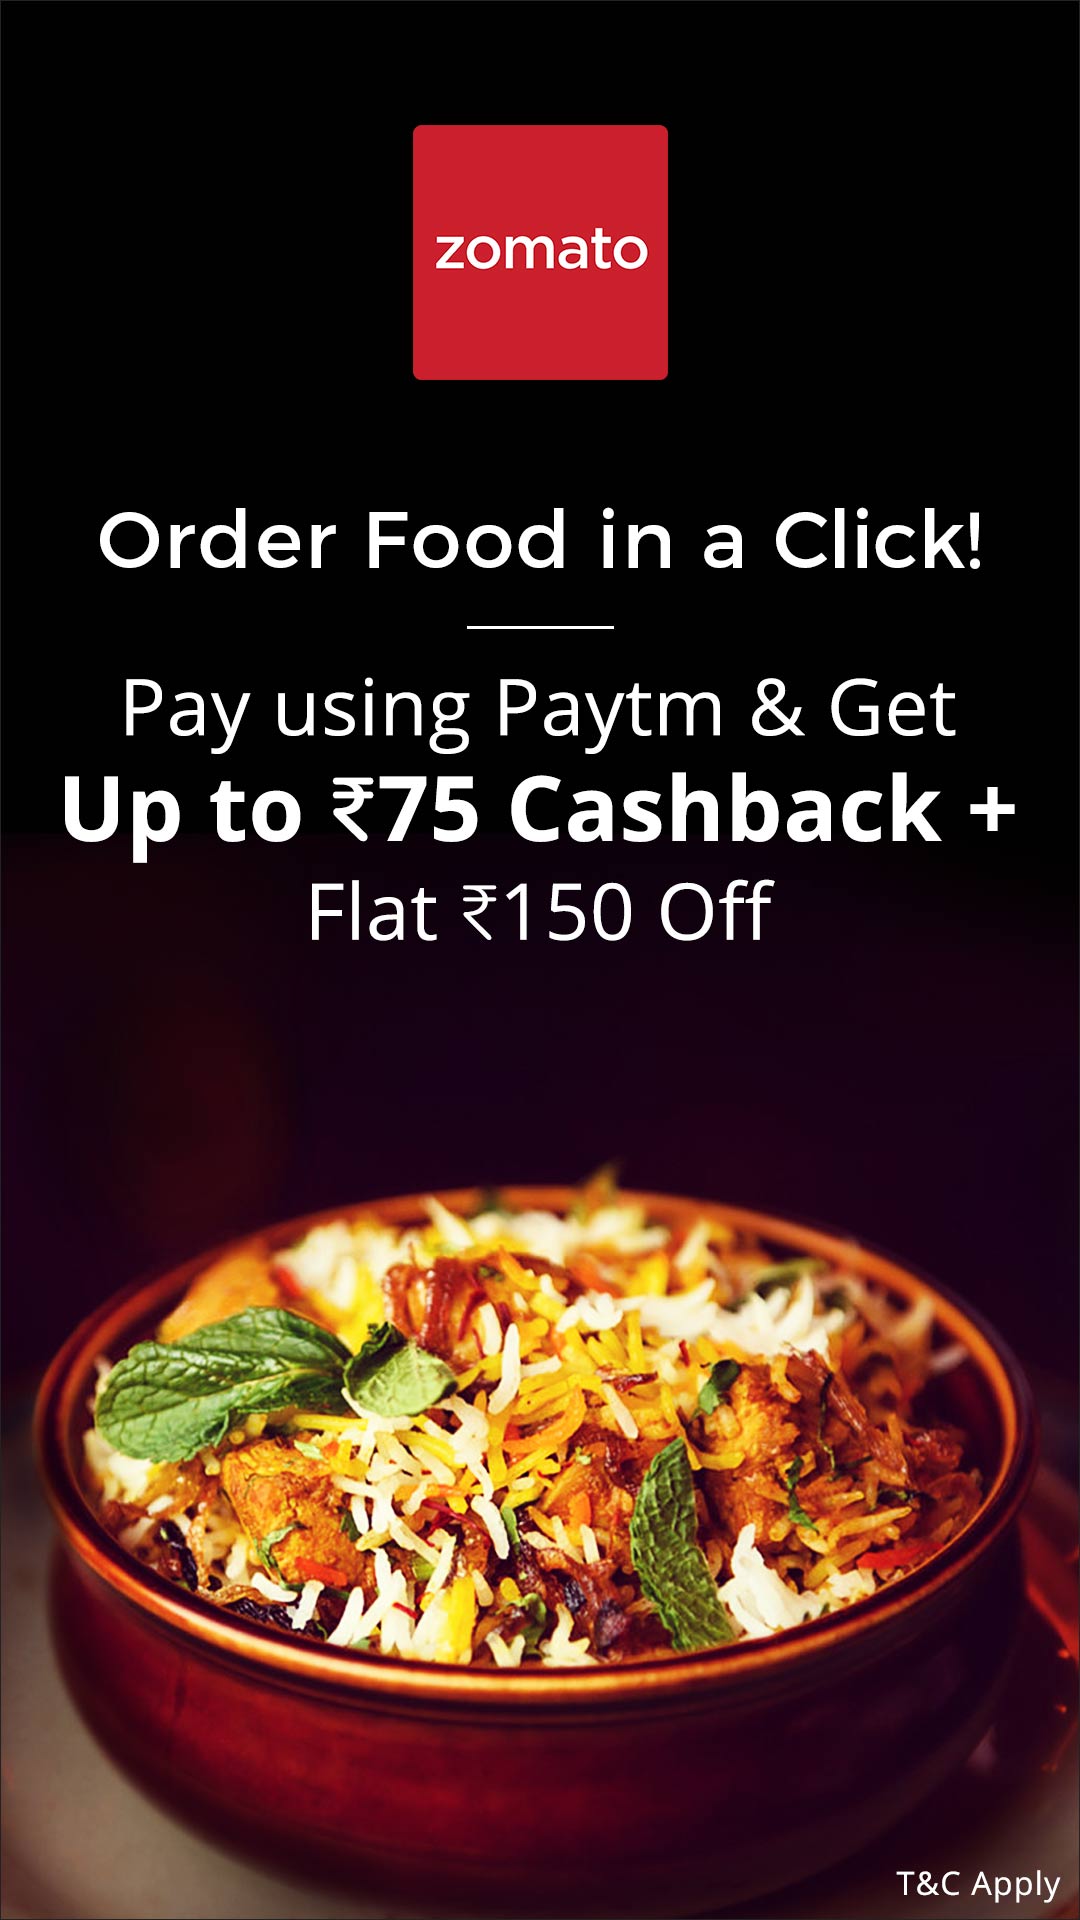 zomato
Order Food in a Click!
Pay using Paytm & Get
Up to ₹75 Cashback +
Flat ₹150 Off
T&C Apply